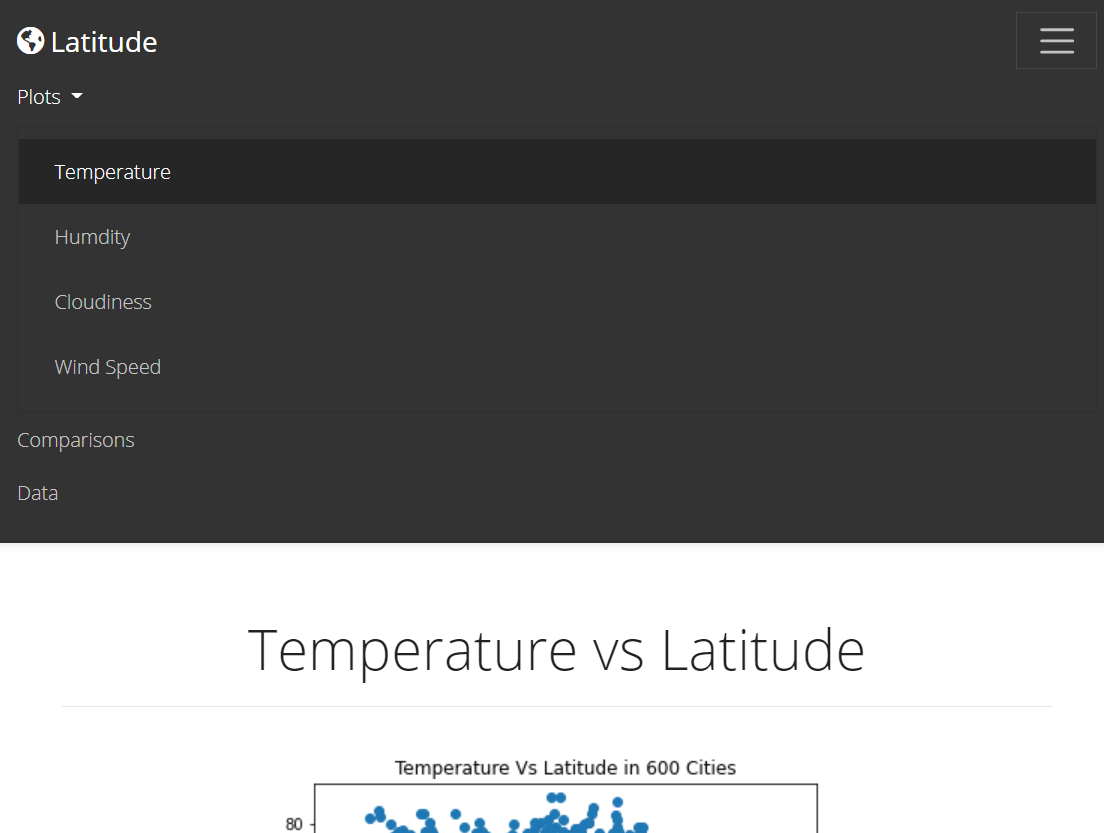 Latitude
Plots
Temperature
Humdity
Cloudiness
Wind Speed
Comparisons
Data
Temperature vs Latitude
Temperature Vs Latitude in 600 Cities
80